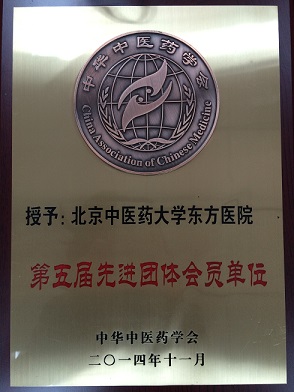 中华中医药学会
China Association of Chinese Medicine
授予：北京中医药大学东方医院
第五届先进团体会员单位
中华中医药学会
二〇一四年十一月